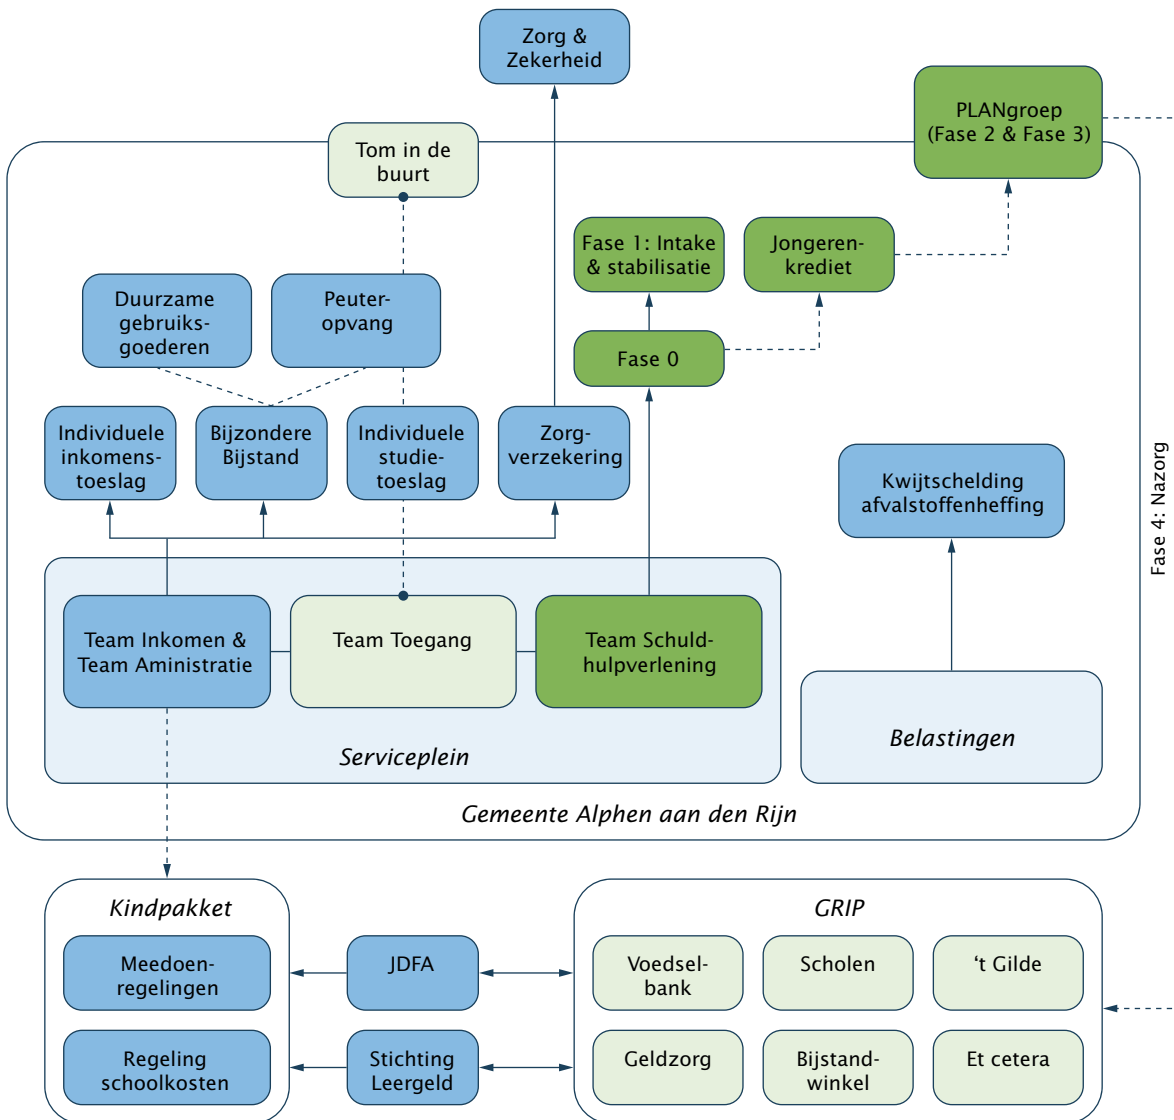 Zorg &
Zekerheid
PLANgroep
(Fase 2 & Fase 3)
Tom in de
buurt
Fase 1: Intake
& stabilisatie
Jongeren-
krediet
Duurzame
gebruiks-
goederen
Peuter-
opvang
Fase 0
Individuele
inkomens-
toeslag
Bijzondere
Bijstand
Individuele
studie-
toeslag
Zorg-
verzekering
Kwijtschelding
afvalstoffenheffing
Fase 4: Nazorg
Team Inkomen &
Team Aministratie
Team Toegang
Team Schuld-
hulpverlening
Serviceplein
Belastingen
Gemeente Alphen aan den Rijn
Kindpakket
GRIP
Meedoen-
regelingen
JDFA
Voedsel-
bank
Scholen
‘t Gilde
Regeling
schoolkosten
Stichting
Leergeld
Geldzorg
Bijstand-
winkel
Et cetera